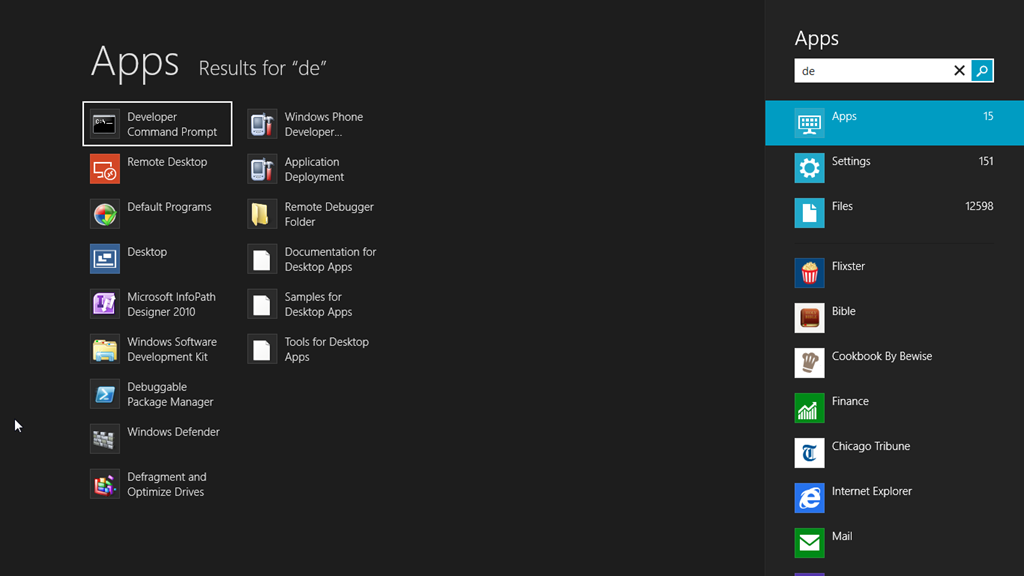 Apps Results for “de”
Developer
Command Prompt
Remote Desktop
Default Programs
Desktop
Microsoft InfoPath
Designer 2010
Windows Software
Development Kit
Debuggable
Package Manager
Windows Defender
Defragment and
Optimize Drives
Windows Phone
Developer...
Application
Deployment
Remote Debugger
Folder
Documentation for
Desktop Apps
Samples for
Desktop Apps
Tools for Desktop
Apps
Apps
de
Apps 15
Settings 151
Files 12598
Flixster
Bible
Cookbook By Bewise
Finance
Chicago Tribune
Internet Explorer
Mail